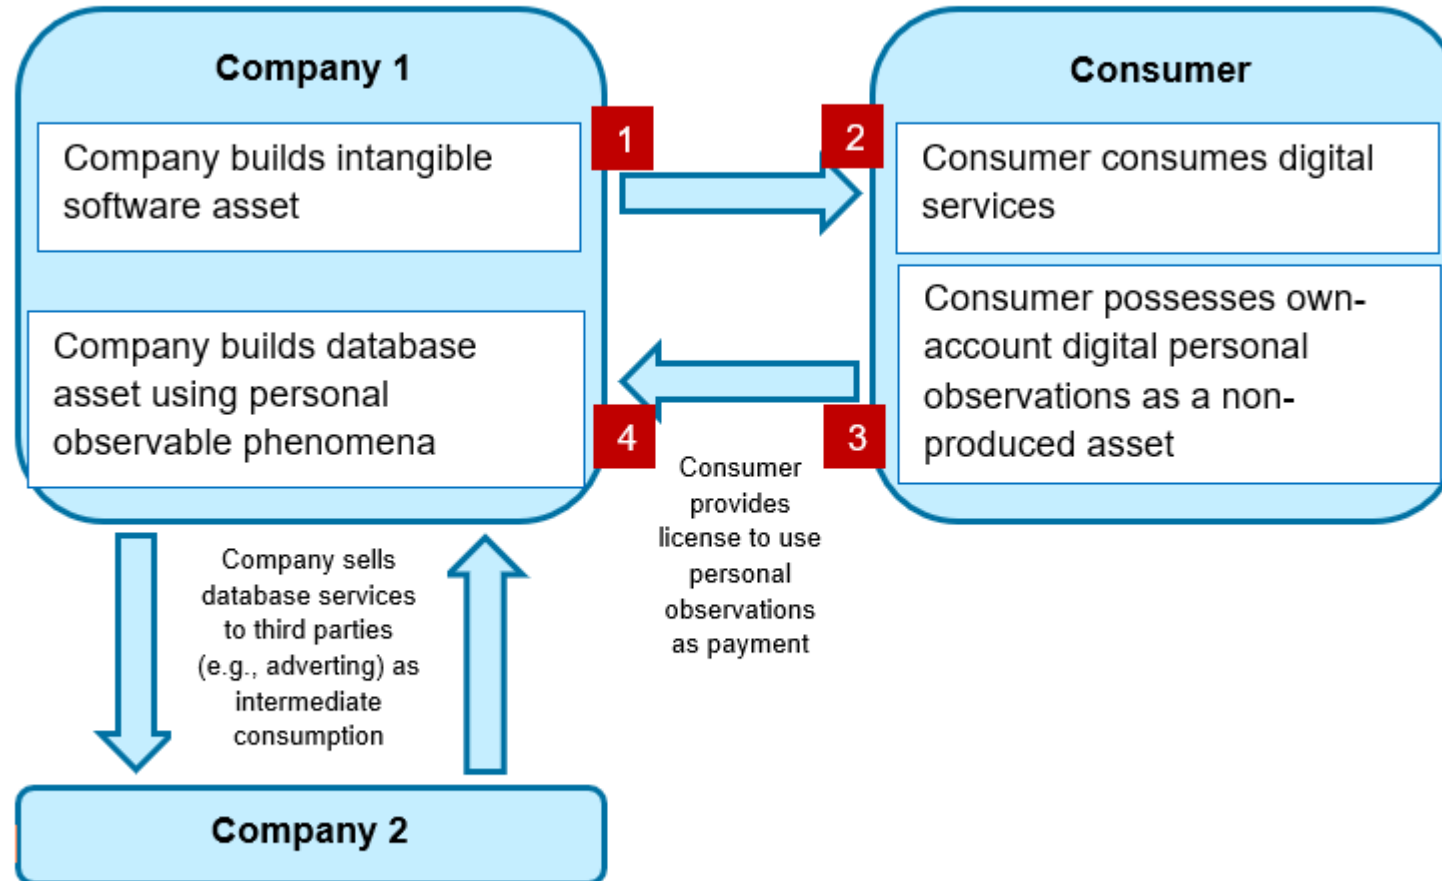 Company 1
Company builds intangible
software asset
Company builds database
asset using personal
observable phenomena
1
2
Consumer
Consumer consumes digital
services
Consumer possesses own-
account digital personal
observations as a non-
produced asset
4
3
Consumer
provides
license to use
personal
observations
as payment
Company sells
database services
to third parties
(e.g., adverting) as
intermediate
consumption
Company 2